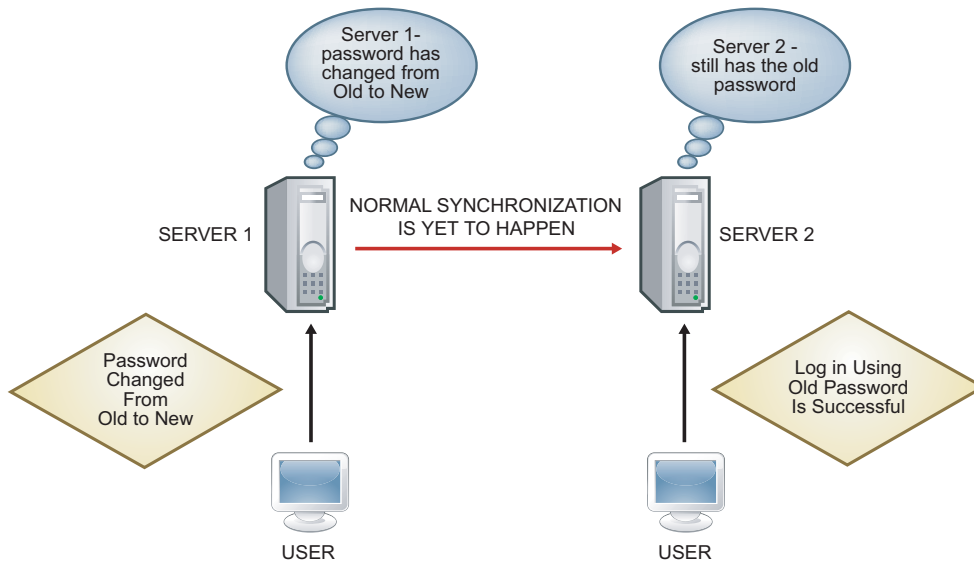 Server 1-
password has
changed from
Old to New
Server 2 -
still has the old
password
NORMAL SYNCHRONIZATION
IS YET TO HAPPEN
SERVER 1
SERVER 2
Password
Changed
From
Old to New
Log in Using
Old Password
Is Successful
USER
USER